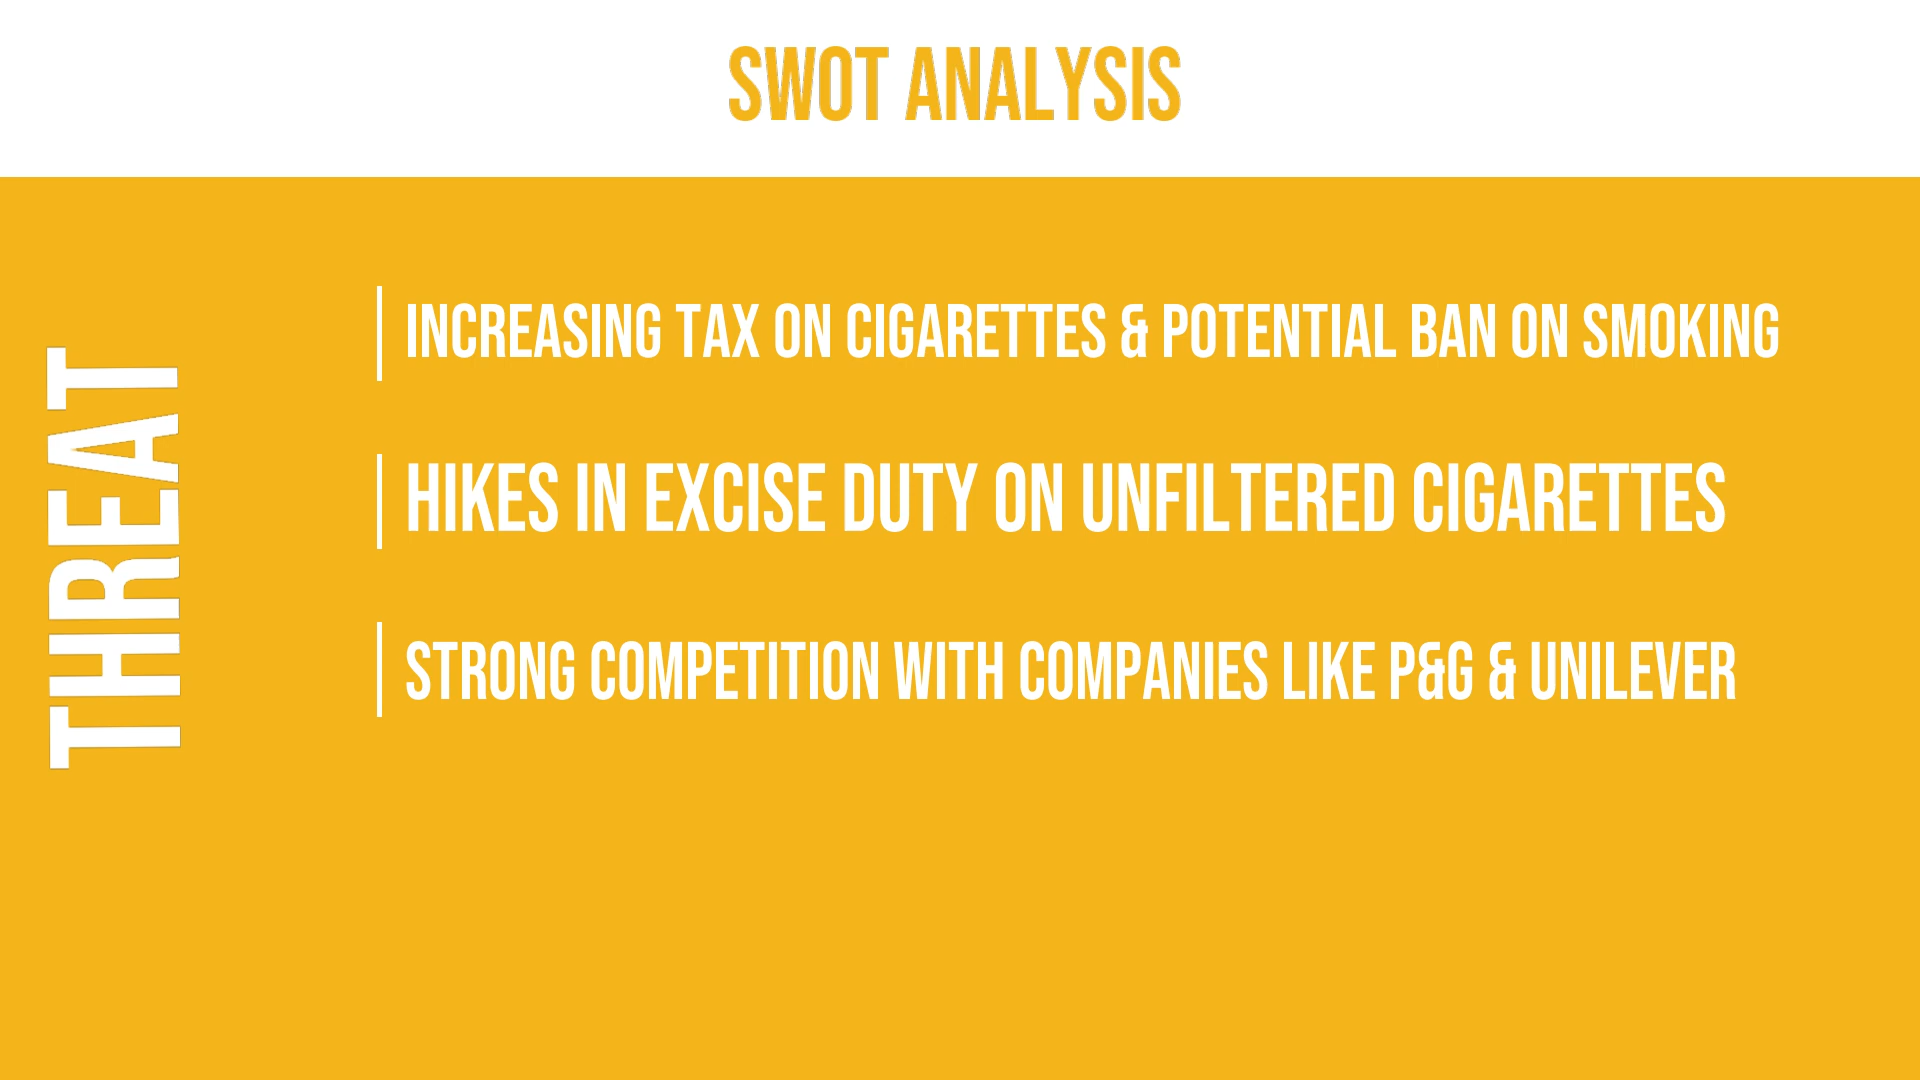 SWOT ANALYSIS
THREAT
INCREASING TAX ON CIGARETTES & POTENTIAL BAN ON SMOKING
HIKES IN EXCISE DUTY ON UNFILTERED CIGARETTES
STRONG COMPETITION WITH COMPANIES LIKE P&G & UNILEVER